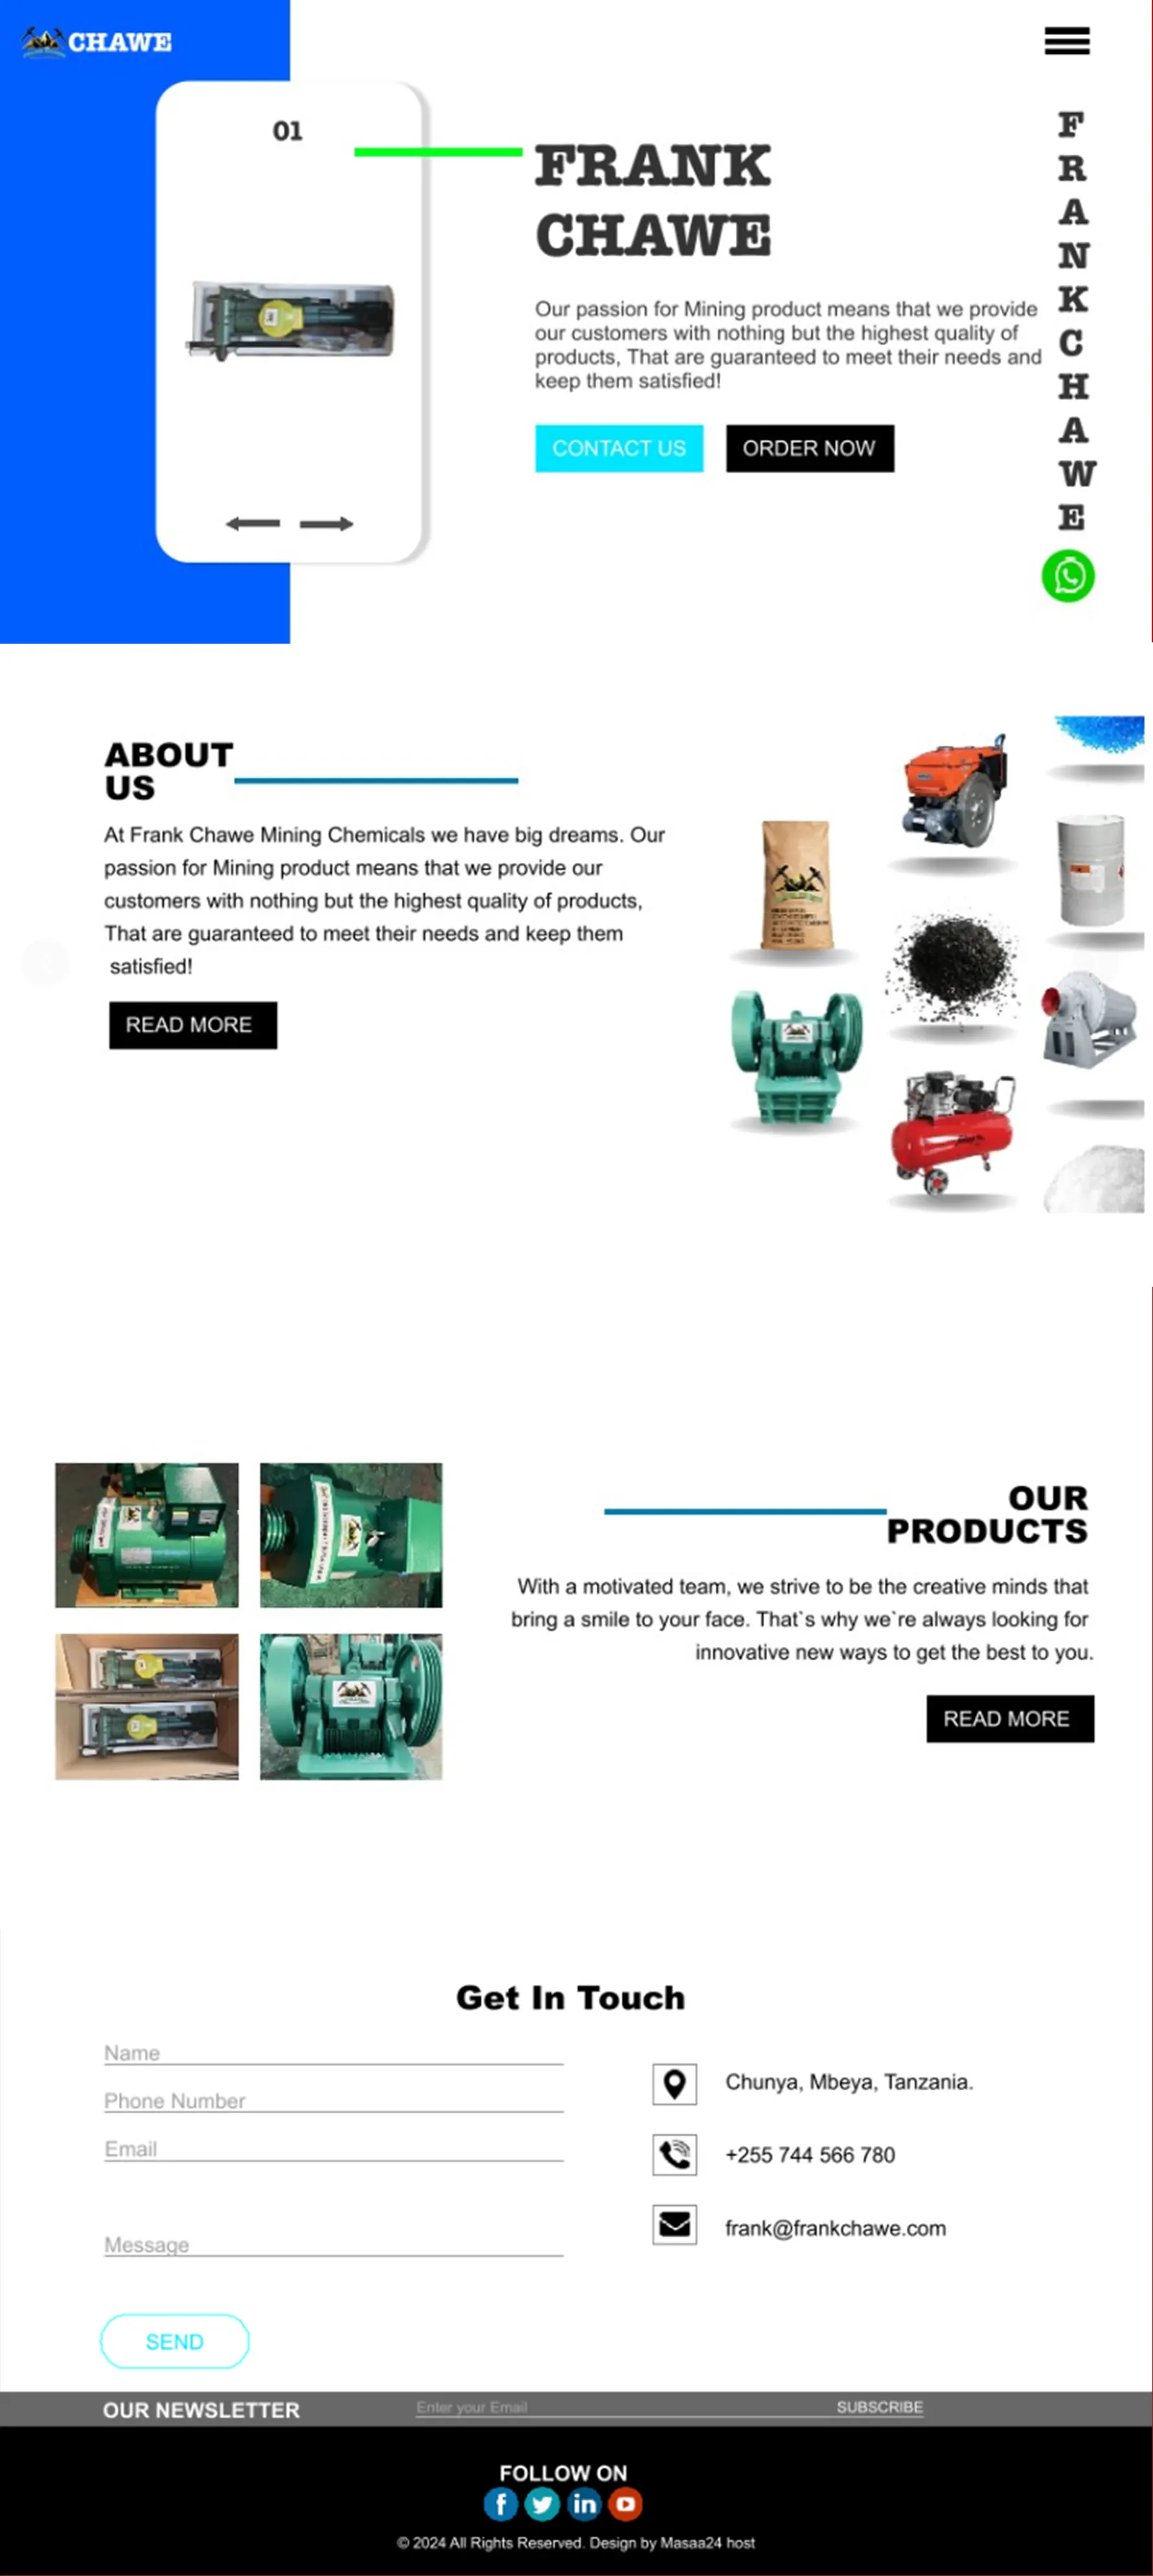 CHAWE
01
FRANK
CHAWE
Our passion for Mining product means that we provide
our customers with nothing but the highest quality of
products, That are guaranteed to meet their needs and
keep them satisfied!
CONTACT US
ORDER NOW
F
R
A
N
K
C
H
A
W
E
ABOUT
US
At Frank Chawe Mining Chemicals we have big dreams. Our
passion for Mining product means that we provide our
customers with nothing but the highest quality of products,
That are guaranteed to meet their needs and keep them
satisfied!
READ MORE
OUR
PRODUCTS
With a motivated team, we strive to be the creative minds that
bring a smile to your face. That`s why we`re always looking for
innovative new ways to get the best to you.
READ MORE
Get In Touch
Name
Phone Number
Email
Message
SEND
Chunya, Mbeya, Tanzania.
+255 744 566 780
frank@frankchawe.com
OUR NEWSLETTER
Enter your Email
SUBSCRIBE
FOLLOW ON
© 2024 All Rights Reserved. Design by Masaa24 host